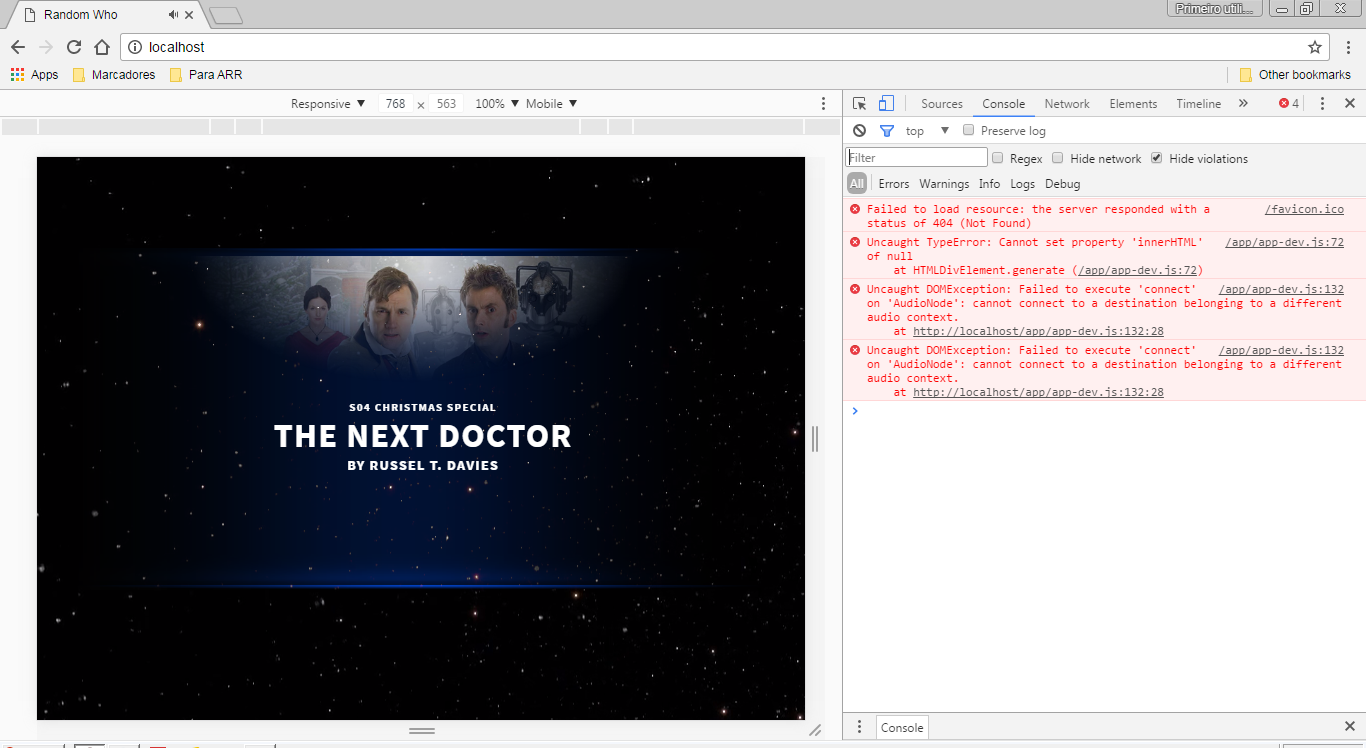 Random Who
Primeiro utili...
localhost
Apps
Marcadores
Para ARR
Other bookmarks
Responsive ▼ 768 x 563 100% ▼ Mobile ▼
Sources Console Network Elements Timeline » 4
top ▼ Preserve log
Filter Regex Hide network Hide violations
All Errors Warnings Info Logs Debug
Failed to load resource: the server responded with a /favicon.ico
status of 404 (Not Found)
Uncaught TypeError: Cannot set property 'innerHTML' /app/app-dev.js:72
of null
at HTMLDivElement.generate (/app/app-dev.js:72)
Uncaught DOMException: Failed to execute 'connect' /app/app-dev.js:132
on 'AudioNode': cannot connect to a destination belonging to a different
audio context.
at http://localhost/app/app-dev.js:132:28
Uncaught DOMException: Failed to execute 'connect' /app/app-dev.js:132
on 'AudioNode': cannot connect to a destination belonging to a different
audio context.
at http://localhost/app/app-dev.js:132:28
S04 CHRISTMAS SPECIAL
THE NEXT DOCTOR
BY RUSSEL T. DAVIES
Console